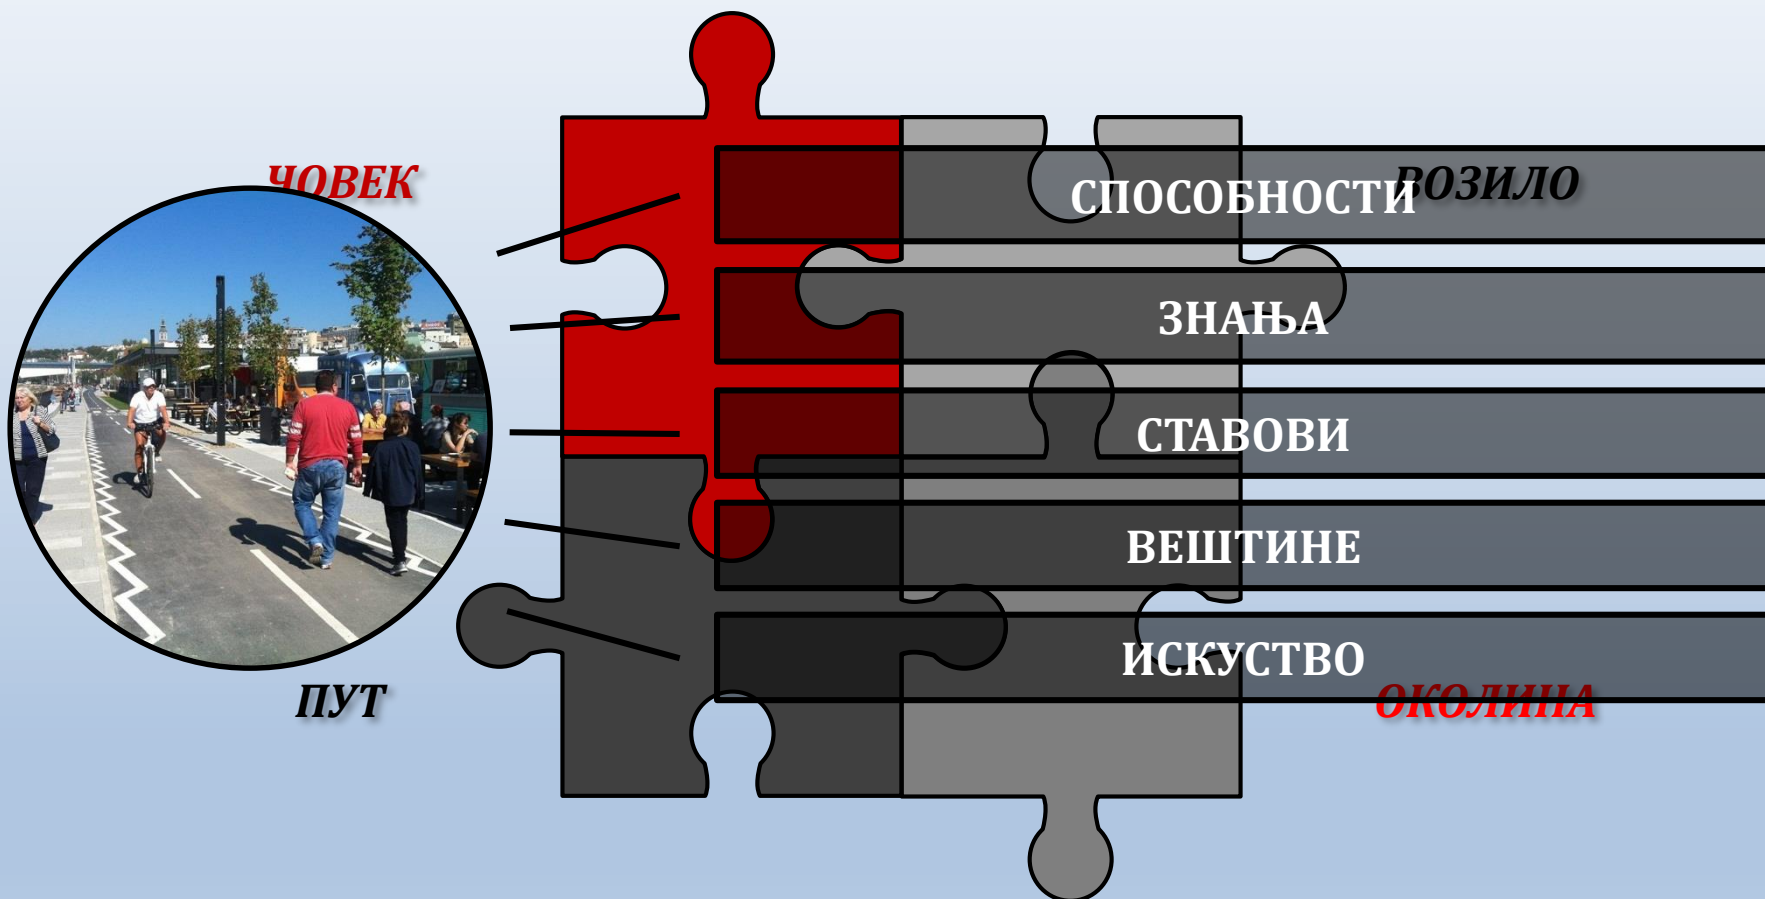 ЧОВЕК
ВОЗИЛО
СПОСОБНОСТИ
ЗНАЊА
СТАВОВИ
ВЕШТИНЕ
ИСКУСТВО
ПУТ
ОКОЛИНА